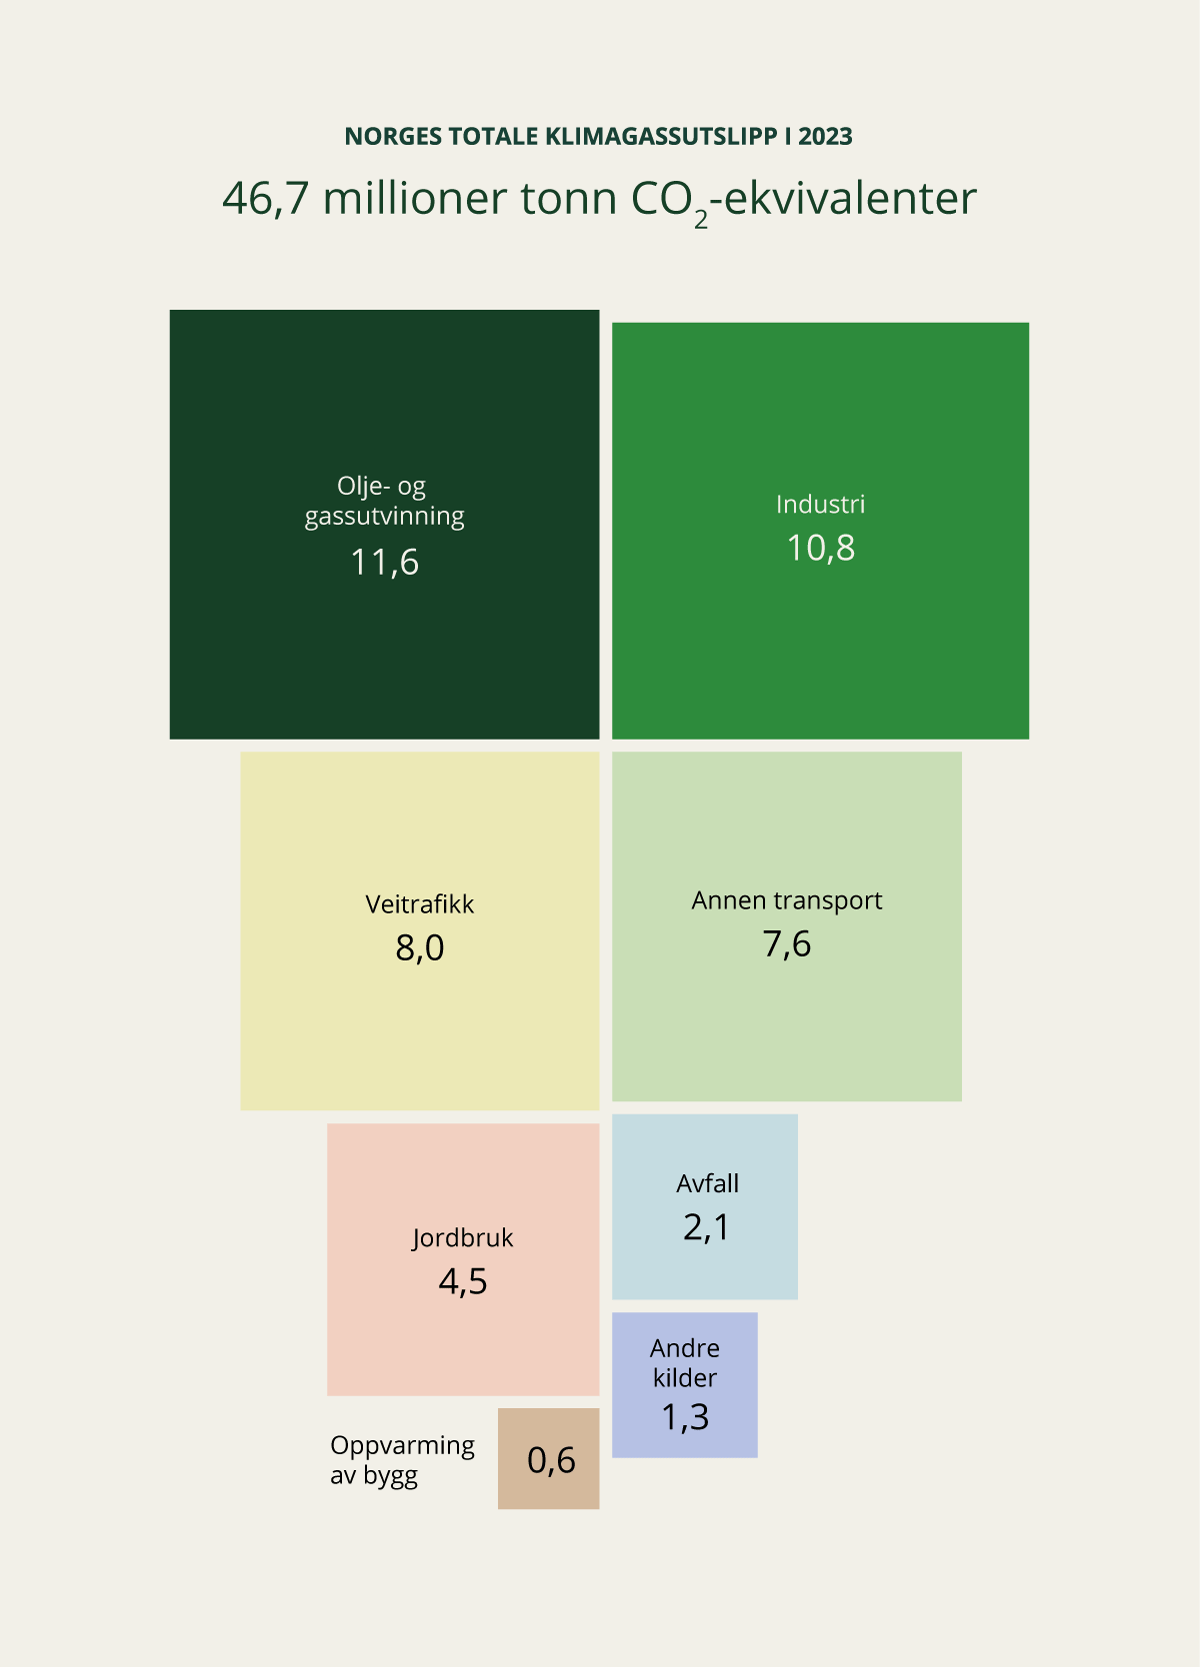 NORGES TOTALE KLIMAGASSUTSLIPP I 2023
46,7 millioner tonn CO₂-ekvivalenter
Olje- og
gassutvinning
11,6
Industri
10,8
Veitrafikk
8,0
Annen transport
7,6
Jordbruk
4,5
Avfall
2,1
Andre
kilder
1,3
Oppvarming
av bygg
0,6